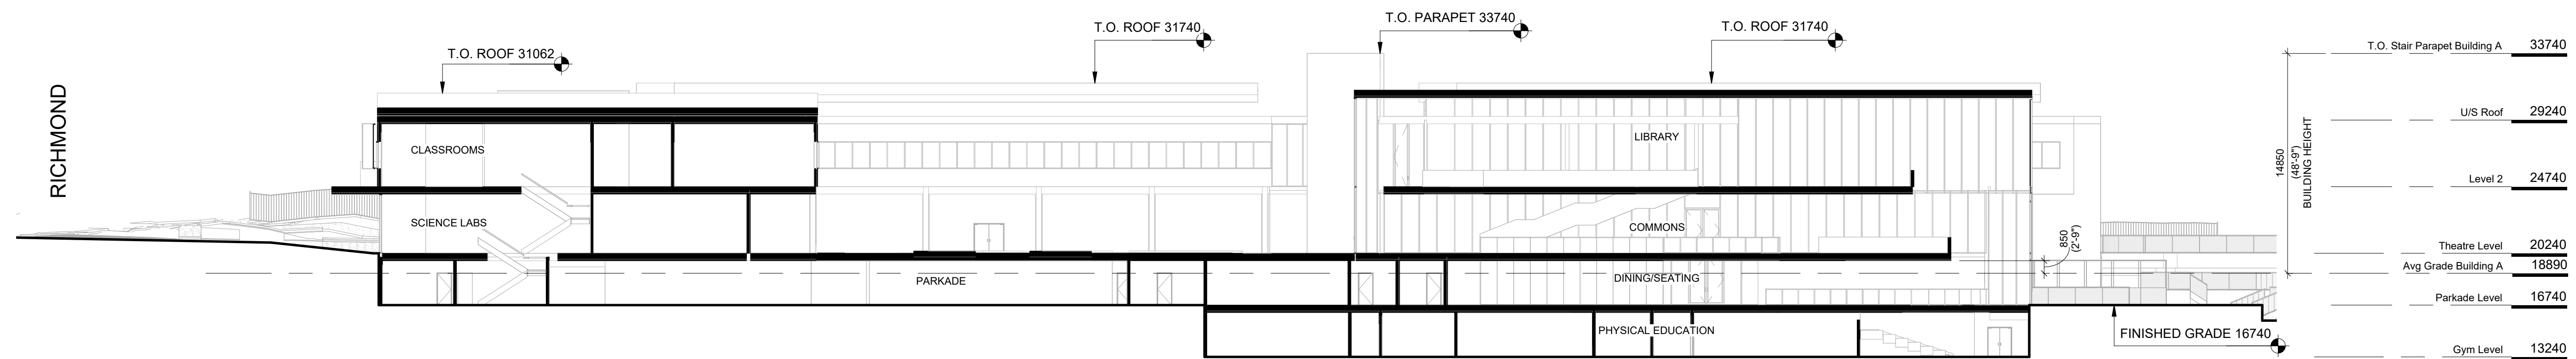 T.O. PARAPET 33740
T.O. ROOF 31740
T.O. ROOF 31740
T.O. ROOF 31062
RICHMOND
CLASSROOMS
SCIENCE LABS
PARKADE
LIBRARY
COMMONS
DINING/SEATING
PHYSICAL EDUCATION
850
(2'-9")
14850
(48'-9")
BUILDING HEIGHT
T.O. Stair Parapet Building A 33740
U/S Roof 29240
Level 2 24740
Theatre Level 20240
Avg Grade Building A 18890
Parkade Level 16740
FINISHED GRADE 16740
Gym Level 13240